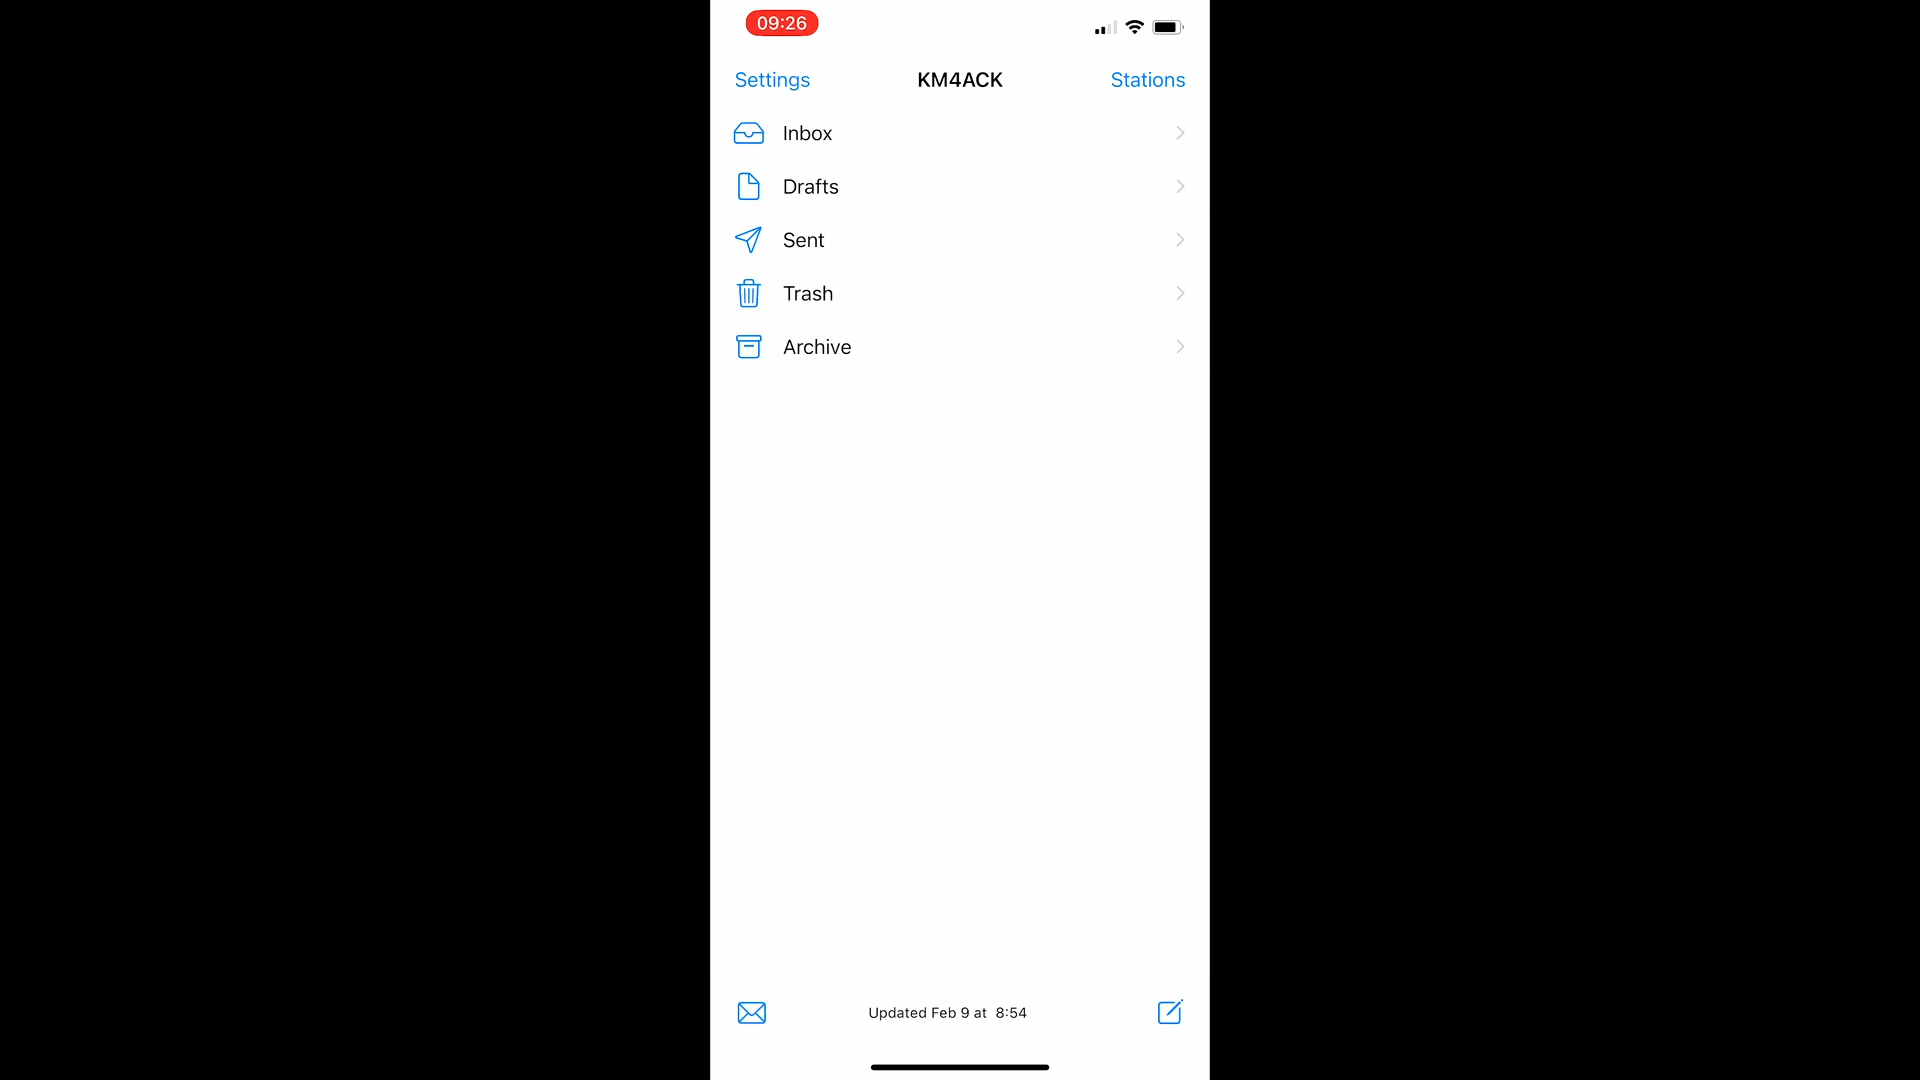 09:26
Settings KM4ACK Stations
Inbox
Drafts
Sent
Trash
Archive
Updated Feb 9 at 8:54